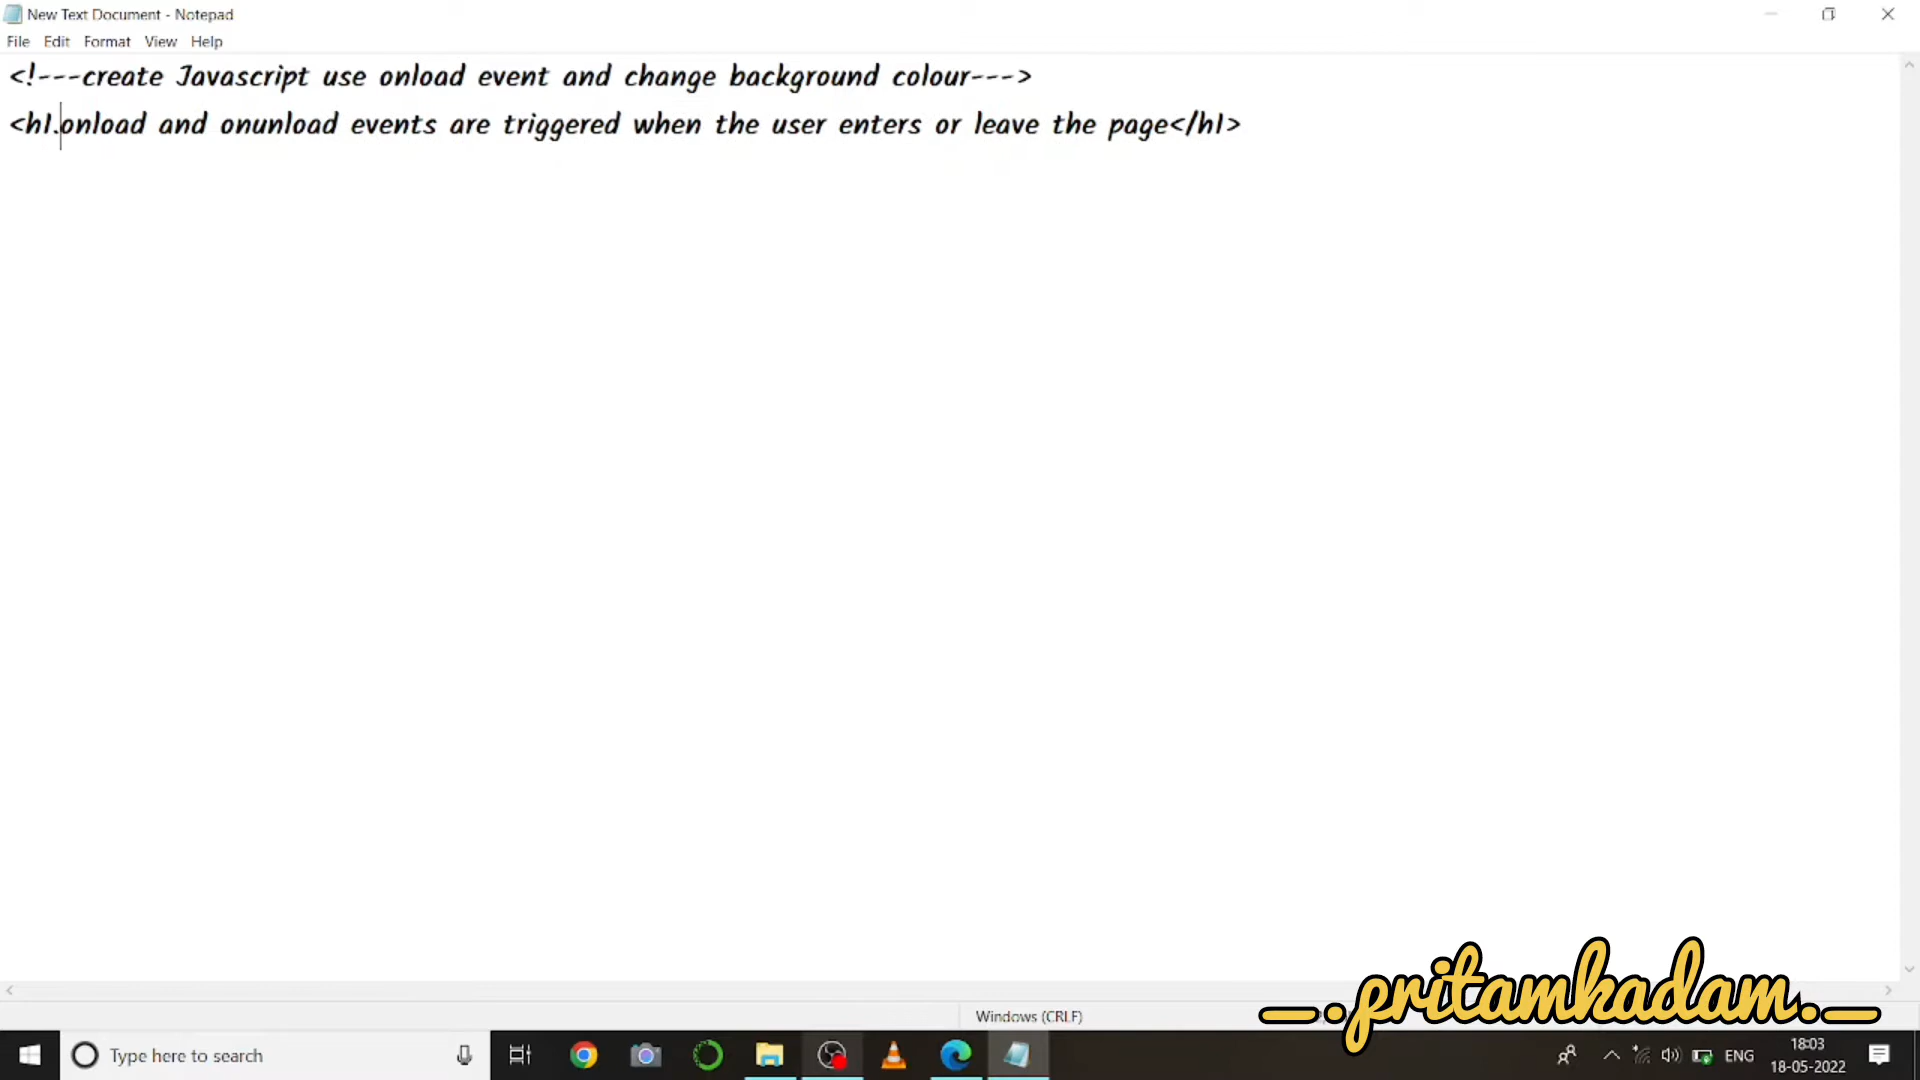 New Text Document - Notepad
File Edit Format View Help
<!---create Javascript use onload event and change background colour--->
<h1.onload and onunload events are triggered when the user enters or leave the page</h1>
Windows (CRLF)
_.pritamkadam._
Type here to search
ENG
18:03
18-05-2022